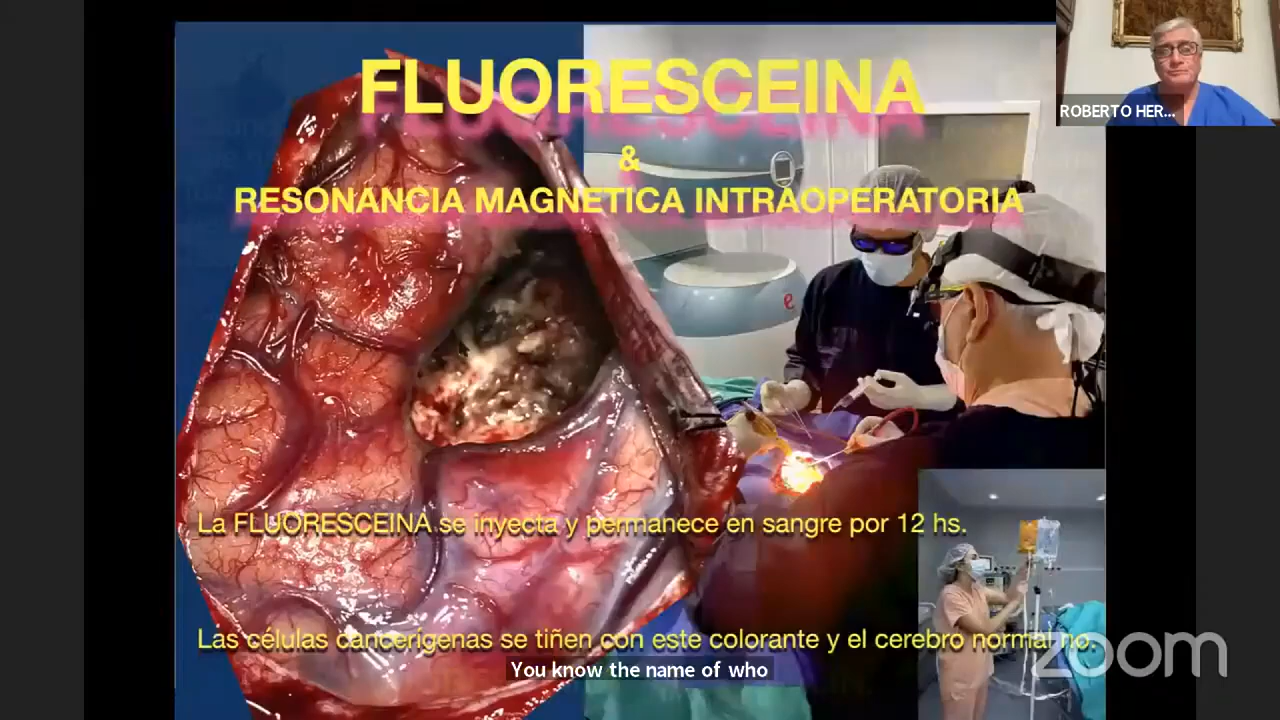 FLUORESCEINA
&
RESONANCIA MAGNETICA INTRAOPERATORIA
ROBERTO HER...
e
La FLUORESCEINA se inyecta y permanece en sangre por 12 hs.
Las células cancerigenas se tiñen con este colorante y el cerebro normal no.
You know the name of who
zoom